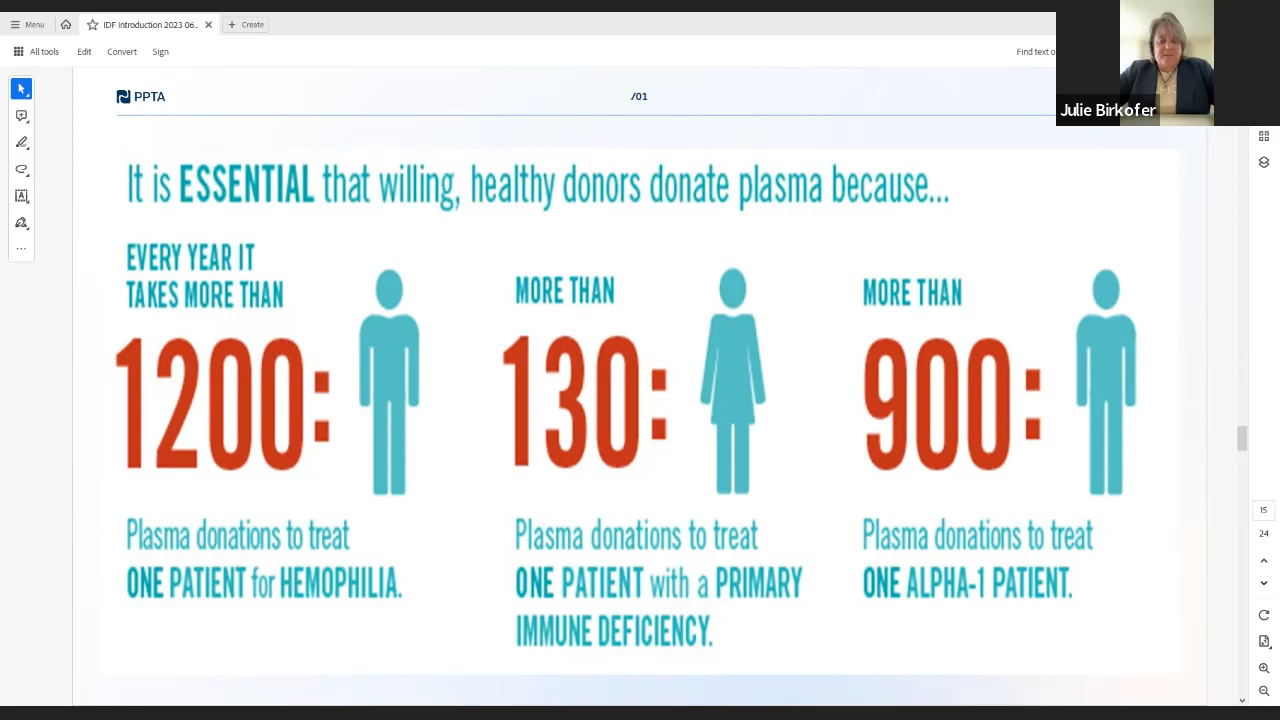 Menu
IDF Introduction 2023 06...
Create
All tools Edit Convert Sign
Find text o
Julie Birkofer
PPTA
/01
It is ESSENTIAL that willing, healthy donors donate plasma because...
EVERY YEAR IT
TAKES MORE THAN
1200:
Plasma donations to treat
ONE PATIENT for HEMOPHILIA.
MORE THAN
130:
Plasma donations to treat
ONE PATIENT with a PRIMARY
IMMUNE DEFICIENCY.
MORE THAN
900:
Plasma donations to treat
ONE ALPHA-1 PATIENT.
15
24